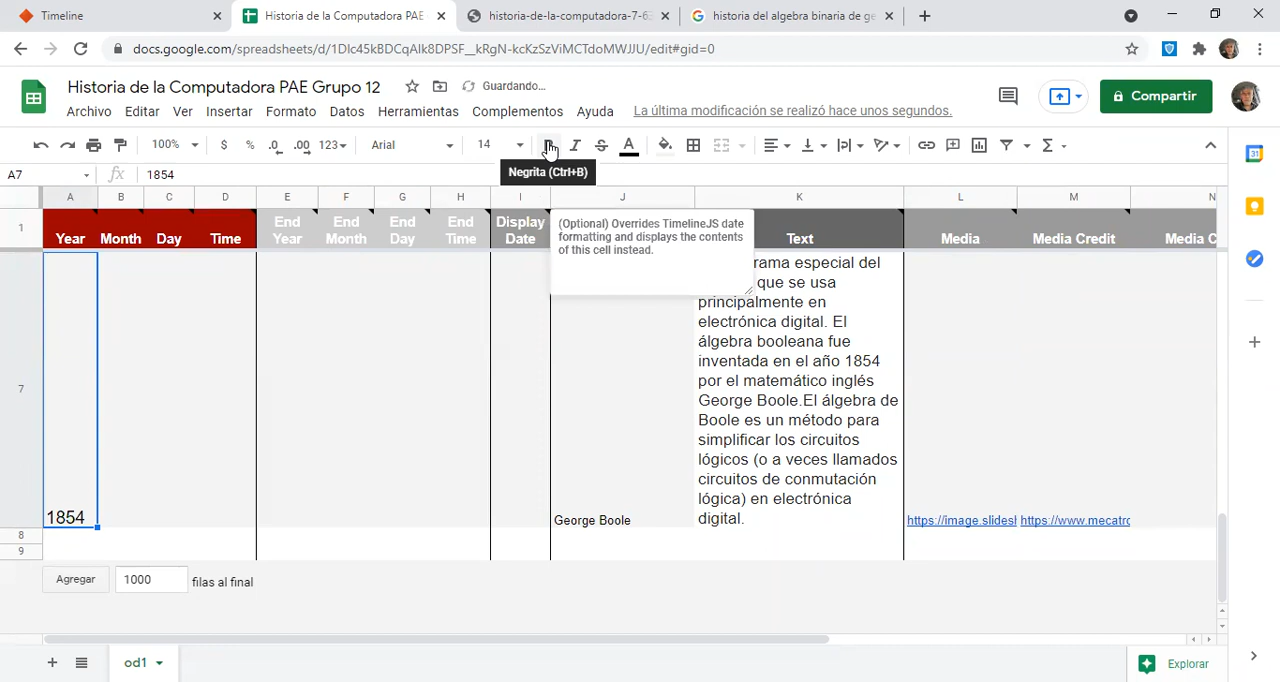 Timeline
Historia de la Computadora PAE
historia-de-la-computadora-7-62
historia del algebra binaria de ge
docs.google.com/spreadsheets/d/1Dlc45kBDCqAlk8DPSF__kRgN-kcKzSzViMCTdoMWJJU/edit#gid=0
Historia de la Computadora PAE Grupo 12
Guardando...
Archivo Editar Ver Insertar Formato Datos Herramientas Complementos Ayuda
La última modificación se realizó hace unos segundos.
Compartir
100% $ % .0 .00 123 Arial 14
Negrita (Ctrl+B)
A7 fx 1854
A B C D E F G H I J K L M N
1
Year Month Day Time
End Year
End Month
End Day
End Time
Display Date
Text
Media
Media Credit
Media C
(Optional) Overrides TimelineJS date
formatting and displays the contents
of this cell instead.
rama especial del
que se usa
principalmente en
electrónica digital. El
álgebra booleana fue
inventada en el año 1854
por el matemático inglés
George Boole.El álgebra de
Boole es un método para
simplificar los circuitos
lógicos (o a veces llamados
circuitos de conmutación
lógica) en electrónica
digital.
7
1854
George Boole
https://image.slidesl
https://www.mecatro
8
9
Agregar 1000 filas al final
od1
Explorar
31